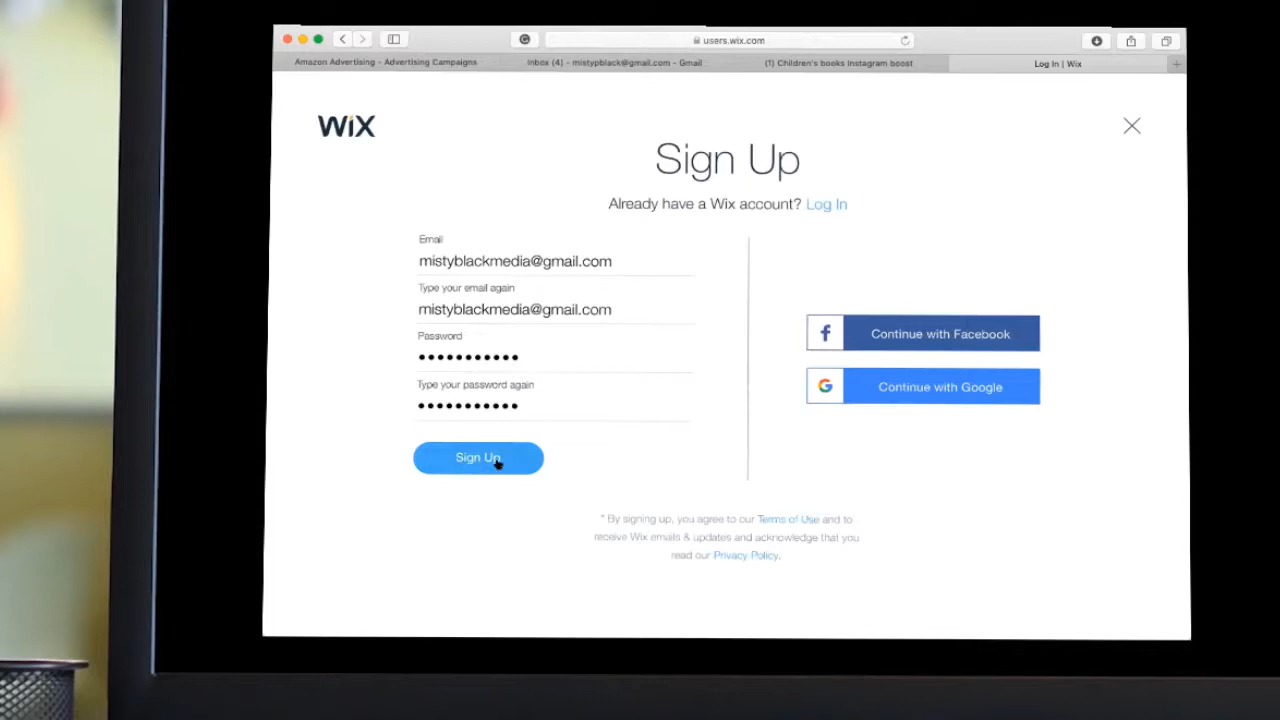 users.wix.com
Amazon Advertising - Advertising Campaigns
Inbox (4) - mistypblack@gmail.com - Gmail
(1) Children's books Instagram boost
Log In | Wix
WiX
Sign Up
Already have a Wix account? Log In
Email
mistyblackmedia@gmail.com
Type your email again
mistyblackmedia@gmail.com
Password
Type your password again
Continue with Facebook
Continue with Google
Sign Up
* By signing up, you agree to our Terms of Use and to
receive Wix emails & updates and acknowledge that you
read our Privacy Policy.